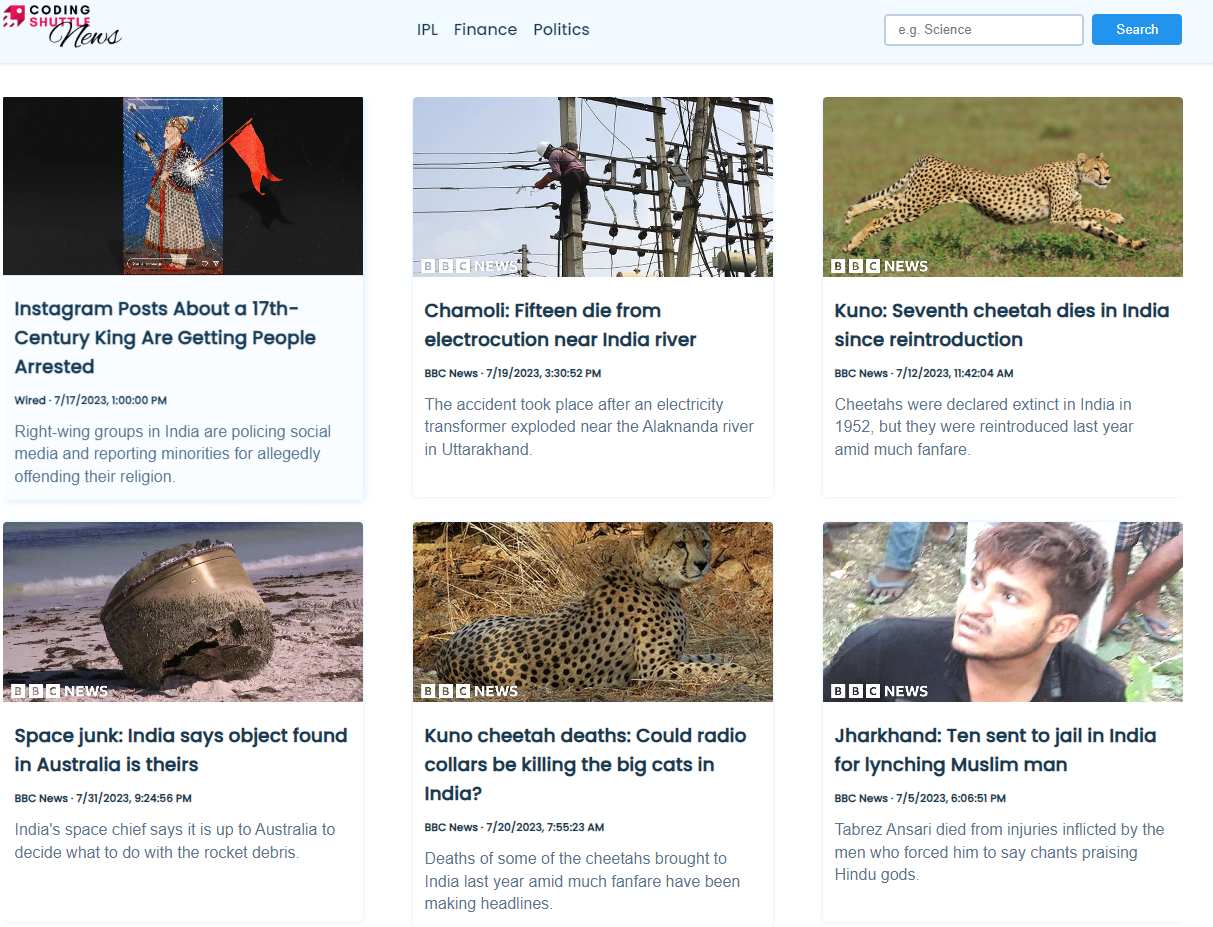 CODING
SHUTTLE
News
IPL Finance Politics
e.g. Science
Search
Instagram Posts About a 17th-
Century King Are Getting People
Arrested
Wired · 7/17/2023, 1:00:00 PM
Right-wing groups in India are policing social
media and reporting minorities for allegedly
offending their religion.
BBC NEWS
Chamoli: Fifteen die from
electrocution near India river
BBC News · 7/19/2023, 3:30:52 PM
The accident took place after an electricity
transformer exploded near the Alaknanda river
in Uttarakhand.
BBC NEWS
Kuno: Seventh cheetah dies in India
since reintroduction
BBC News · 7/12/2023, 11:42:04 AM
Cheetahs were declared extinct in India in
1952, but they were reintroduced last year
amid much fanfare.
BBC NEWS
Space junk: India says object found
in Australia is theirs
BBC News · 7/31/2023, 9:24:56 PM
India's space chief says it is up to Australia to
decide what to do with the rocket debris.
BBC NEWS
Kuno cheetah deaths: Could radio
collars be killing the big cats in
India?
BBC News · 7/20/2023, 7:55:23 AM
Deaths of some of the cheetahs brought to
India last year amid much fanfare have been
making headlines.
BBC NEWS
Jharkhand: Ten sent to jail in India
for lynching Muslim man
BBC News · 7/5/2023, 6:06:51 PM
Tabrez Ansari died from injuries inflicted by the
men who forced him to say chants praising
Hindu gods.